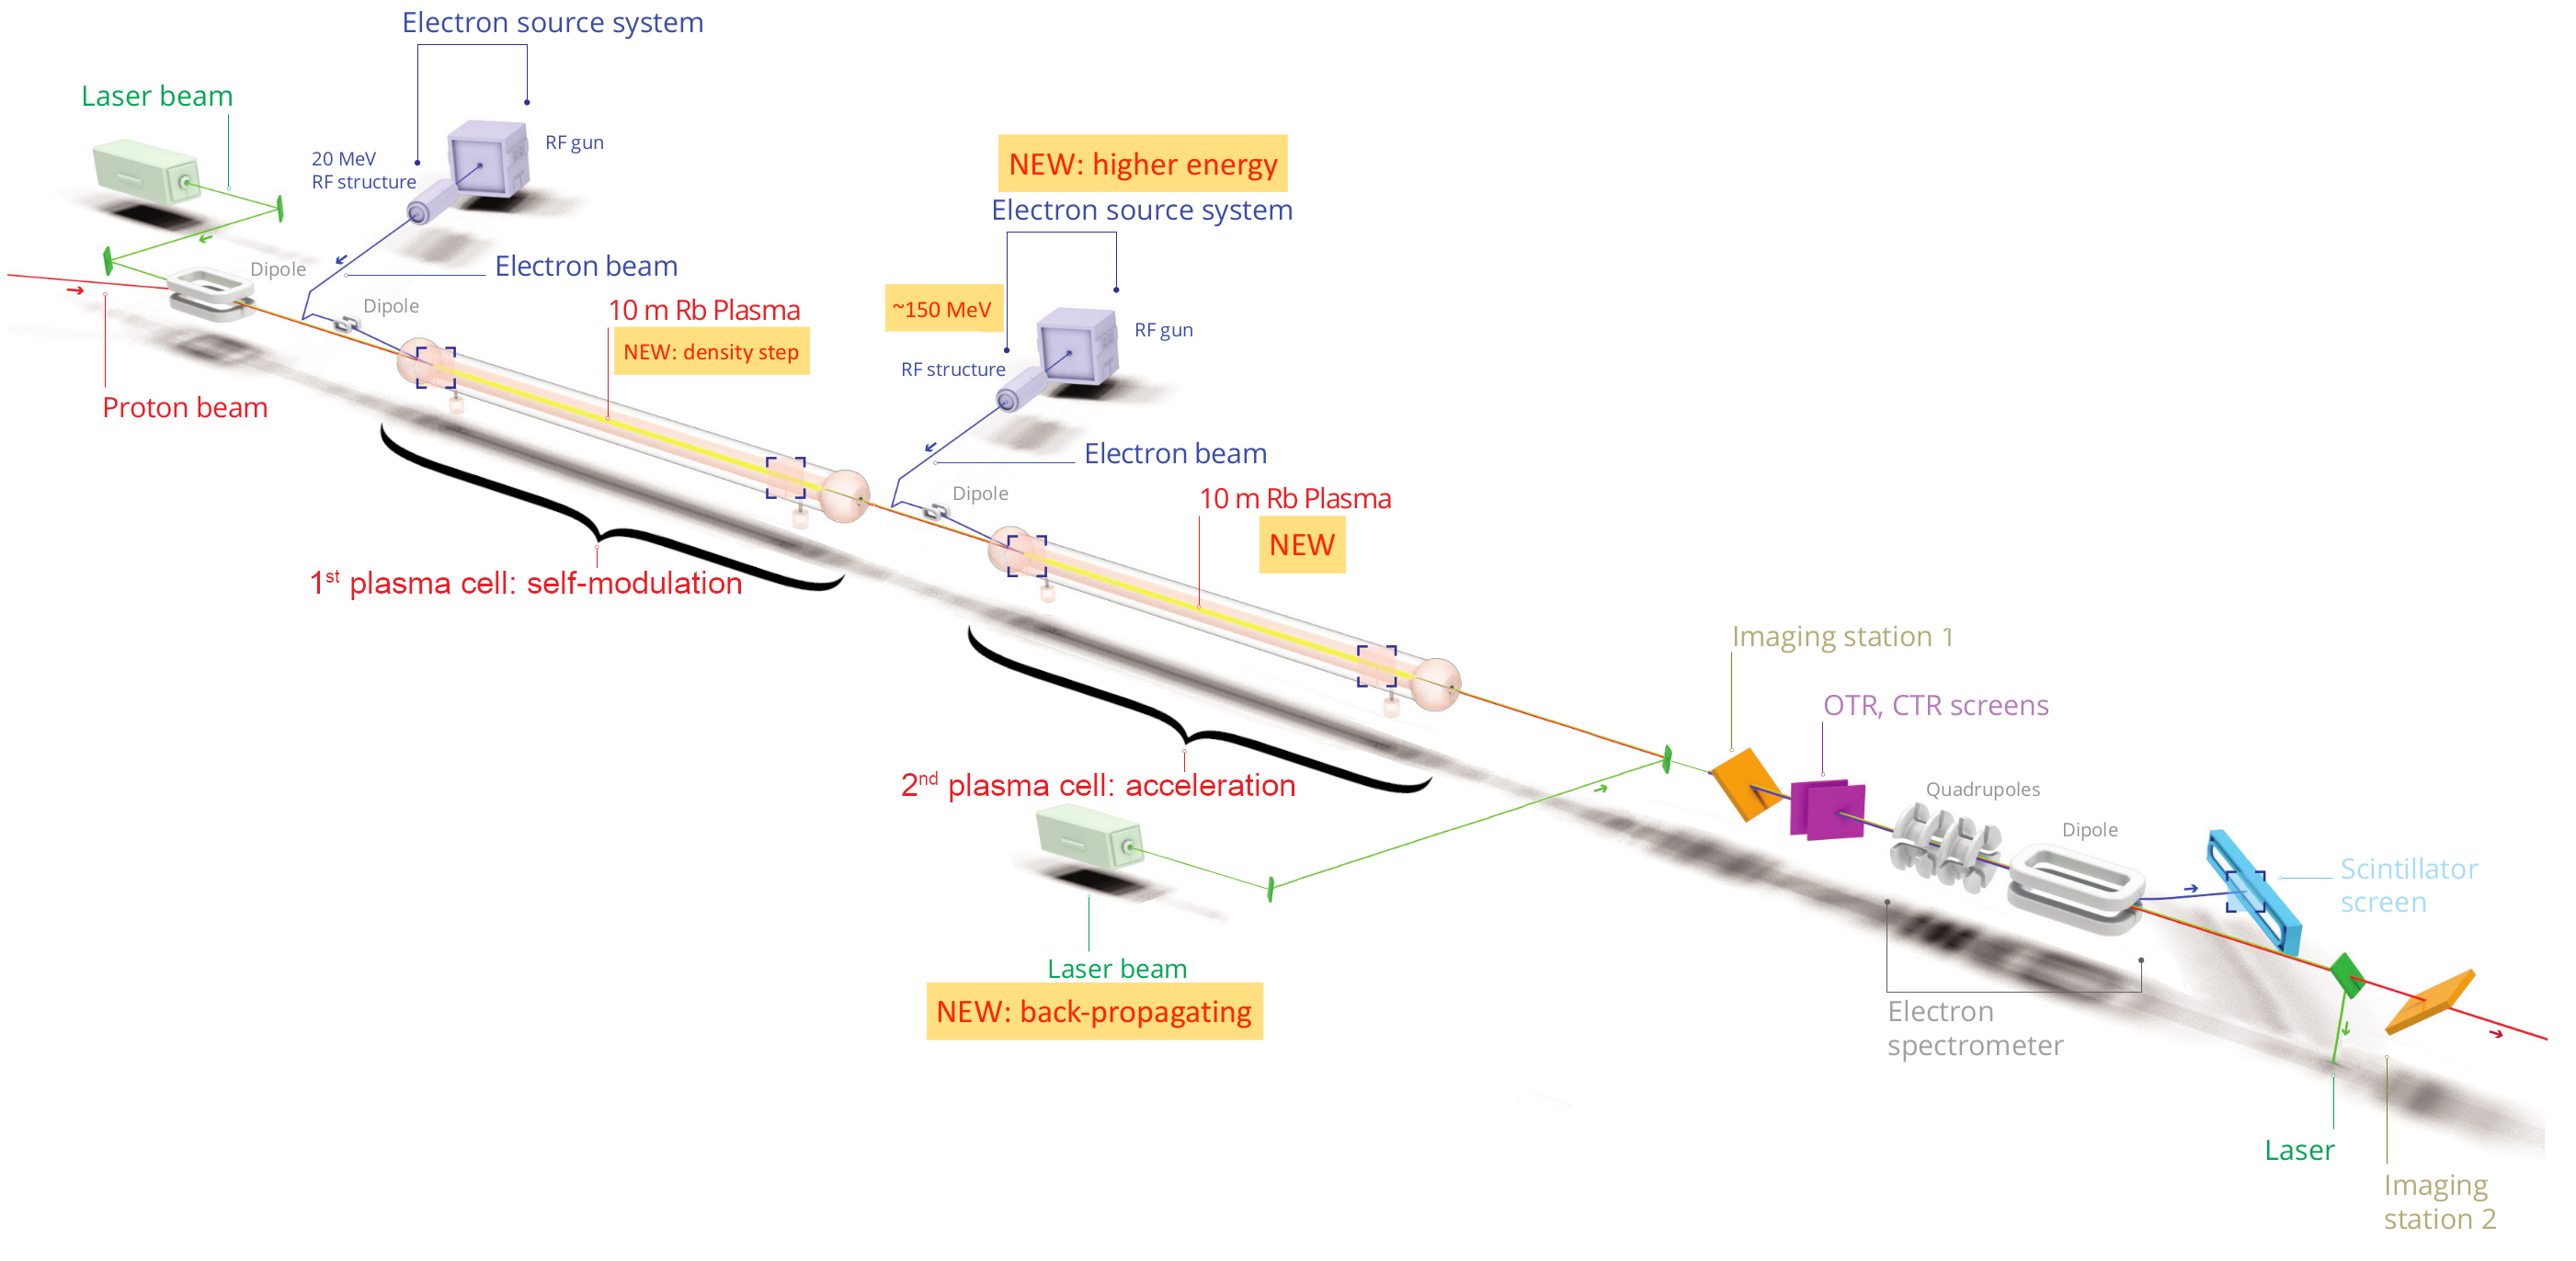 Electron source system
Laser beam
RF gun
20 MeV
RF structure
NEW: higher energy
Electron source system
Dipole
Electron beam
Dipole
10 m Rb Plasma
NEW: density step
~150 MeV
RF gun
RF structure
Proton beam
Electron beam
Dipole
10 m Rb Plasma
NEW
1st plasma cell: self-modulation
Imaging station 1
OTR, CTR screens
2nd plasma cell: acceleration
Quadrupoles
Dipole
Scintillator
screen
Laser beam
NEW: back-propagating
Electron
spectrometer
Laser
Imaging
station 2